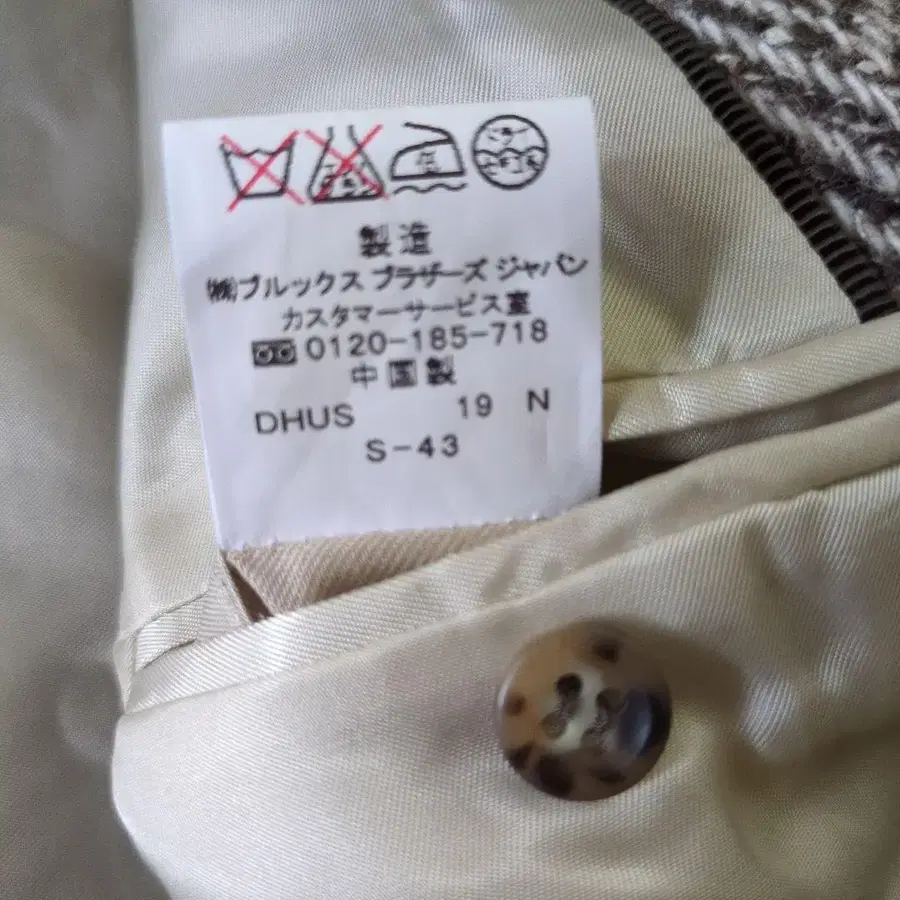 製造
㈱ブルックス ブラザーズ ジャパン
カスタマーサービス室
0120-185-718
中国製
DHUS 19 N
S-43